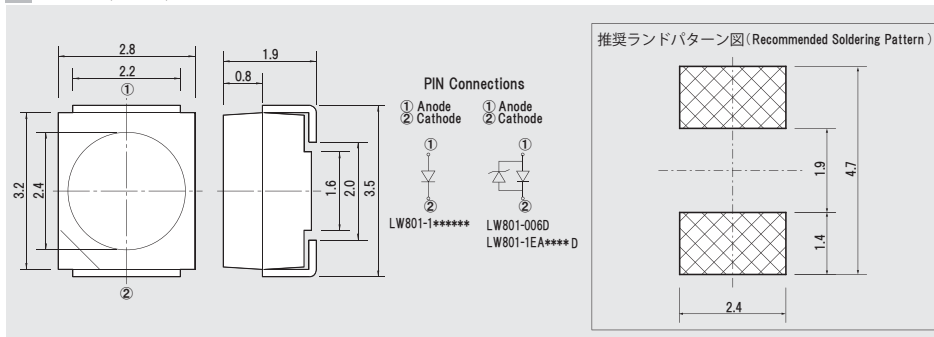 2.8
2.2
①
3.2
2.4
②
1.9
0.8
1.6
2.0
3.5
PIN Connections
① Anode
② Cathode
①
②
LW801-1******
① Anode
② Cathode
①
②
LW801-006D
LW801-1EA****D
推奨ランドパターン図(Recommended Soldering Pattern)
1.9
4.7
1.4
2.4